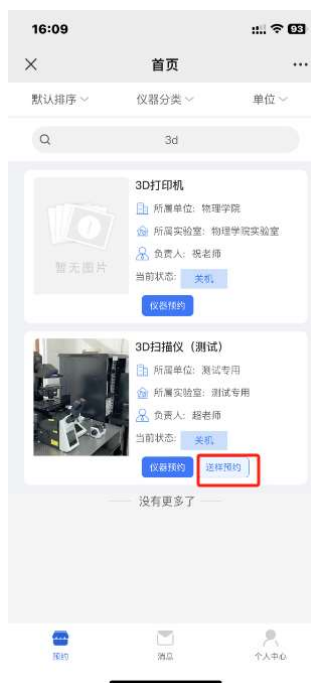 16:09
93
首页
默认排序
仪器分类
单位
3d
3D打印机
所属单位: 物理学院
所属实验室: 物理学院实验室
负责人: 祝老师
当前状态: 关机
仪器预约
暂无图片
3D扫描仪（测试）
所属单位: 测试专用
所属实验室: 测试专用
负责人: 超老师
当前状态: 关机
仪器预约 送样预约
没有更多了
预约
消息
个人中心